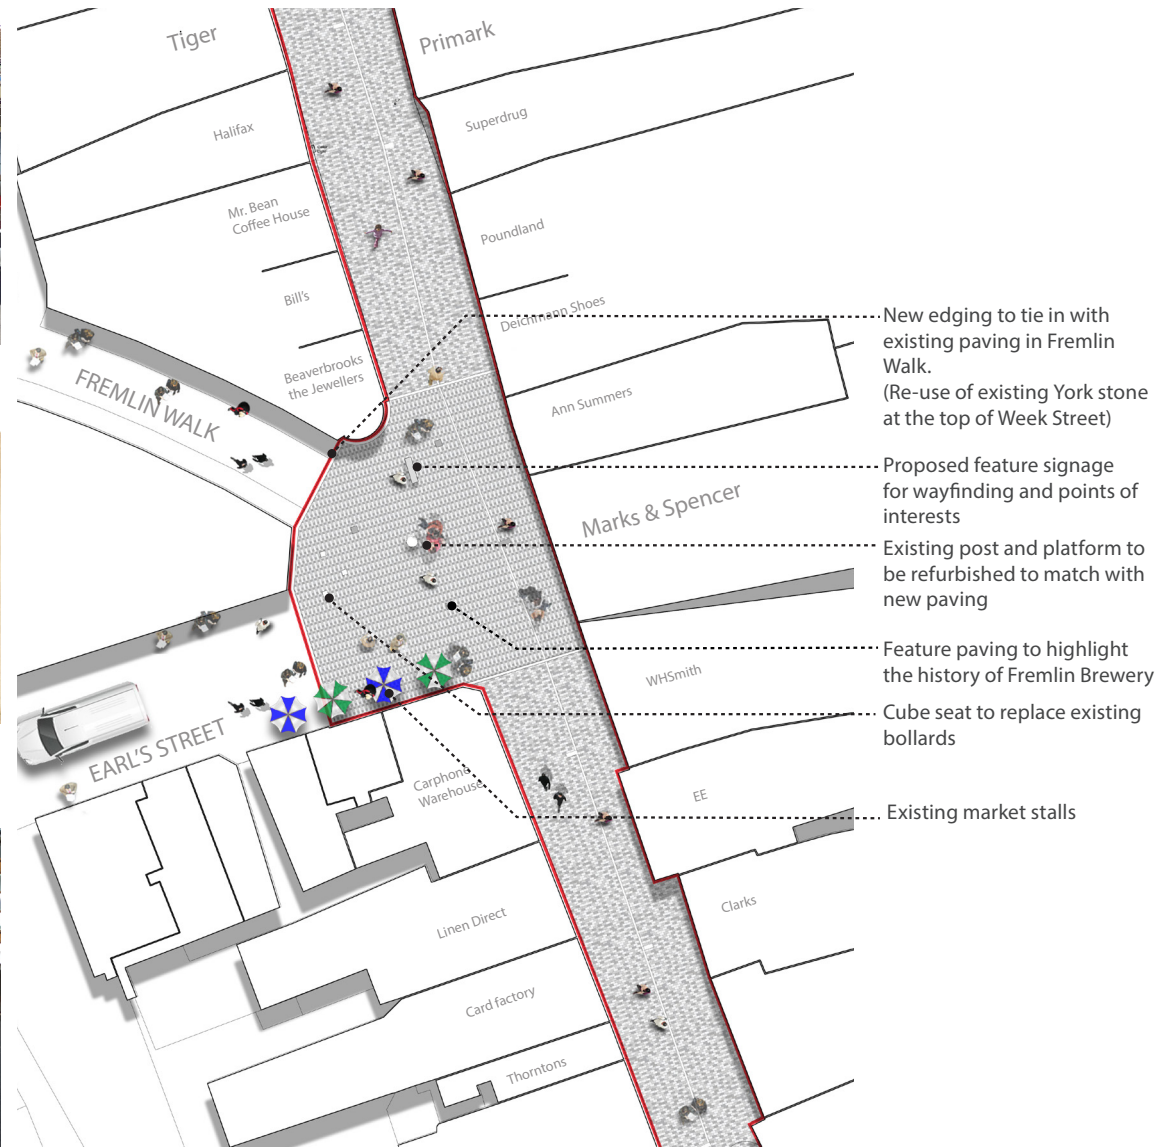 Tiger
Primark
Halifax
Superdrug
Mr. Bean
Coffee House
Poundland
Bill's
Deichmann Shoes
Beaverbrooks
the Jewellers
FREMLIN WALK
Ann Summers
Marks & Spencer
WHSmith
EARL'S STREET
Carphone
Warehouse
EE
Clarks
Linen Direct
Card factory
Thorntons
New edging to tie in with
existing paving in Fremlin
Walk.
(Re-use of existing York stone
at the top of Week Street)
Proposed feature signage
for wayfinding and points of
interests
Existing post and platform to
be refurbished to match with
new paving
Feature paving to highlight
the history of Fremlin Brewery
Cube seat to replace existing
bollards
Existing market stalls